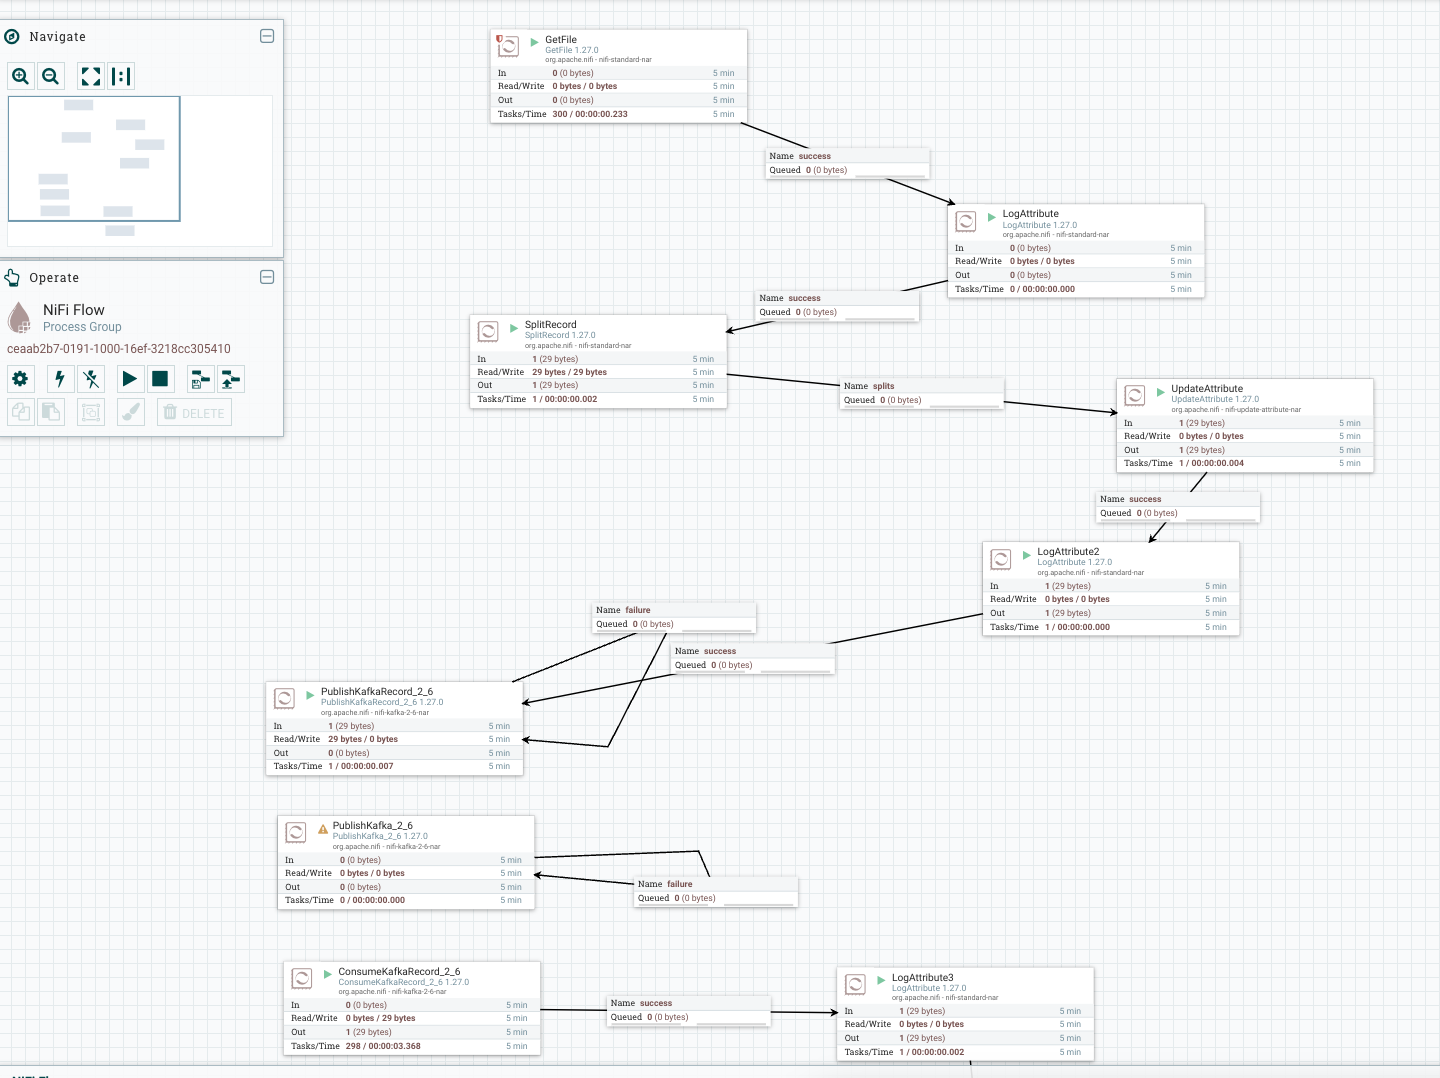 Navigate
Operate
NiFi Flow
Process Group
ceaab2b7-0191-1000-16ef-3218cc305410
DELETE
GetFile
GetFile 1.27.0
org.apache.nifi - nifi-standard-nar
In 0 (0 bytes) 5 min
Read/Write 0 bytes / 0 bytes 5 min
Out 0 (0 bytes) 5 min
Tasks/Time 300 / 00:00:00.233 5 min
Name success
Queued 0 (0 bytes)
LogAttribute
LogAttribute 1.27.0
org.apache.nifi - nifi-standard-nar
In 0 (0 bytes) 5 min
Read/Write 0 bytes / 0 bytes 5 min
Out 0 (0 bytes) 5 min
Tasks/Time 0 / 00:00:00.000 5 min
Name success
Queued 0 (0 bytes)
SplitRecord
SplitRecord 1.27.0
org.apache.nifi - nifi-standard-nar
In 1 (29 bytes) 5 min
Read/Write 29 bytes / 29 bytes 5 min
Out 1 (29 bytes) 5 min
Tasks/Time 1 / 00:00:00.002 5 min
Name splits
Queued 0 (0 bytes)
UpdateAttribute
UpdateAttribute 1.27.0
org.apache.nifi - nifi-update-attribute-nar
In 1 (29 bytes) 5 min
Read/Write 0 bytes / 0 bytes 5 min
Out 1 (29 bytes) 5 min
Tasks/Time 1 / 00:00:00.004 5 min
Name success
Queued 0 (0 bytes)
LogAttribute2
LogAttribute 1.27.0
org.apache.nifi - nifi-standard-nar
In 1 (29 bytes) 5 min
Read/Write 0 bytes / 0 bytes 5 min
Out 1 (29 bytes) 5 min
Tasks/Time 1 / 00:00:00.000 5 min
Name failure
Queued 0 (0 bytes)
Name success
Queued 0 (0 bytes)
PublishKafkaRecord_2_6
PublishKafkaRecord_2_6 1.27.0
org.apache.nifi - nifi-kafka-2-6-nar
In 1 (29 bytes) 5 min
Read/Write 29 bytes / 0 bytes 5 min
Out 0 (0 bytes) 5 min
Tasks/Time 1 / 00:00:00.007 5 min
PublishKafka_2_6
PublishKafka_2_6 1.27.0
org.apache.nifi - nifi-kafka-2-6-nar
In 0 (0 bytes) 5 min
Read/Write 0 bytes / 0 bytes 5 min
Out 0 (0 bytes) 5 min
Tasks/Time 0 / 00:00:00.000 5 min
Name failure
Queued 0 (0 bytes)
ConsumeKafkaRecord_2_6
ConsumeKafkaRecord_2_6 1.27.0
org.apache.nifi - nifi-kafka-2-6-nar
In 0 (0 bytes) 5 min
Read/Write 0 bytes / 29 bytes 5 min
Out 1 (29 bytes) 5 min
Tasks/Time 298 / 00:00:03.368 5 min
Name success
Queued 0 (0 bytes)
LogAttribute3
LogAttribute 1.27.0
org.apache.nifi - nifi-standard-nar
In 1 (29 bytes) 5 min
Read/Write 0 bytes / 0 bytes 5 min
Out 1 (29 bytes) 5 min
Tasks/Time 1 / 00:00:00.002 5 min